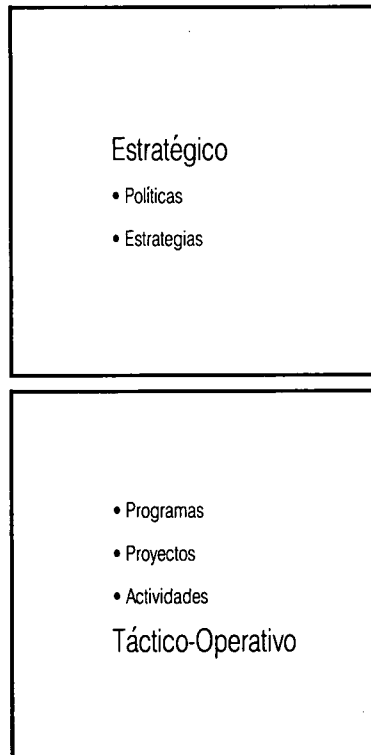 Estratégico
• Políticas
• Estrategias
• Programas
• Proyectos
• Actividades
Táctico-Operativo